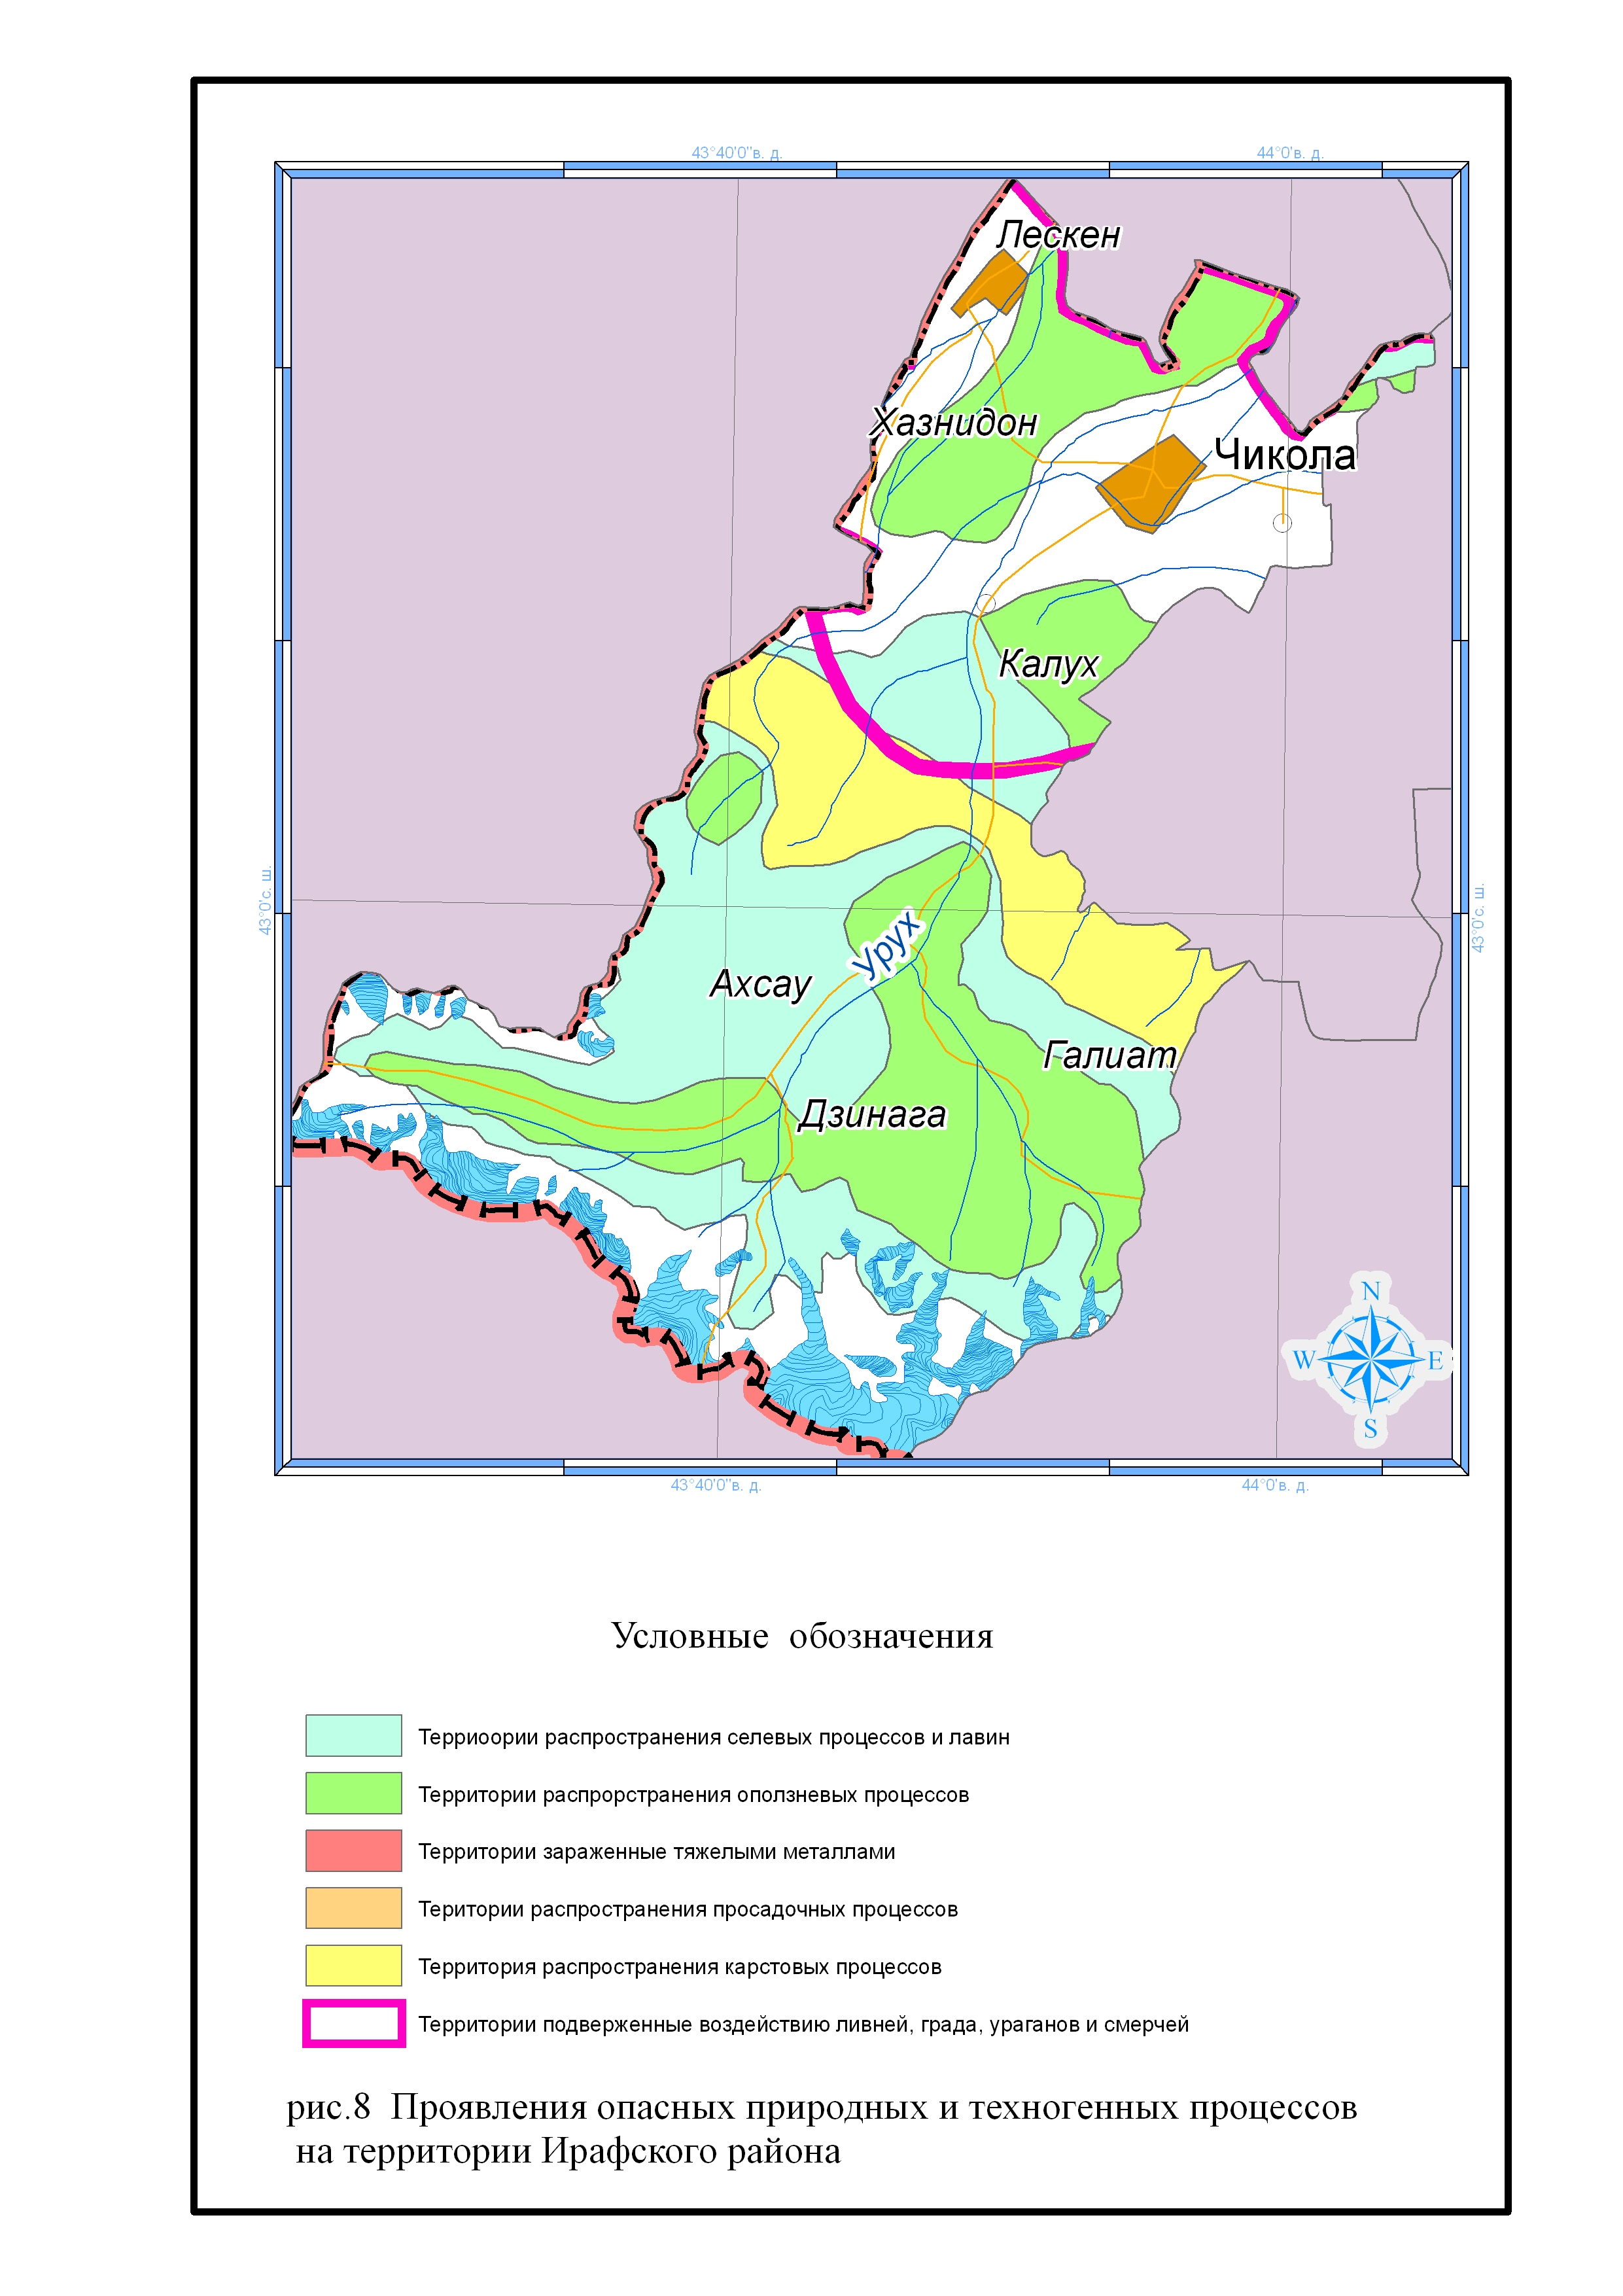 43°40'0"в. д.
44°0'в. д.
Лескен
Хазнидон
Чикола
Калух
43°0'с. ш.
43°0'с. ш.
Урух
Ахсау
Галиат
Дзинага
N
W
E
S
43°40'0"в. д.
44°0'в. д.
Условные обозначения
Терриоории распространения селевых процессов и лавин
Территории распрорстранения оползневых процессов
Территории зараженные тяжелыми металлами
Територии распространения просадочных процессов
Территория распространения карстовых процессов
Территории подверженные воздействию ливней, града, ураганов и смерчей
рис.8 Проявления опасных природных и техногенных процессов
на территории Ирафского района